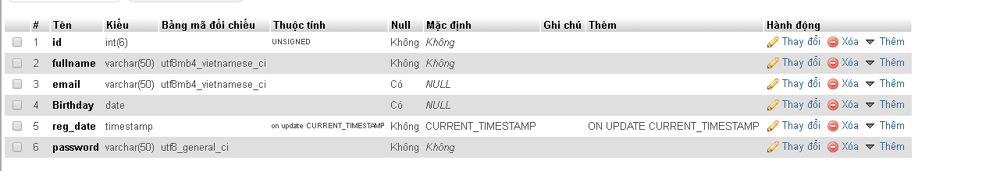 # Tên Kiểu Bảng mã đối chiếu Thuộc tính Null Mặc định Ghi chú Thêm Hành động
1 id int(6) UNSIGNED Không Không Thay đổi Xóa Thêm
2 fullname varchar(50) utf8mb4_vietnamese_ci Không Không Thay đổi Xóa Thêm
3 email varchar(50) utf8mb4_vietnamese_ci Có NULL Thay đổi Xóa Thêm
4 Birthday date Có NULL Thay đổi Xóa Thêm
5 reg_date timestamp on update CURRENT_TIMESTAMP Không CURRENT_TIMESTAMP ON UPDATE CURRENT_TIMESTAMP Thay đổi Xóa Thêm
6 password varchar(50) utf8_general_ci Không Không Thay đổi Xóa Thêm